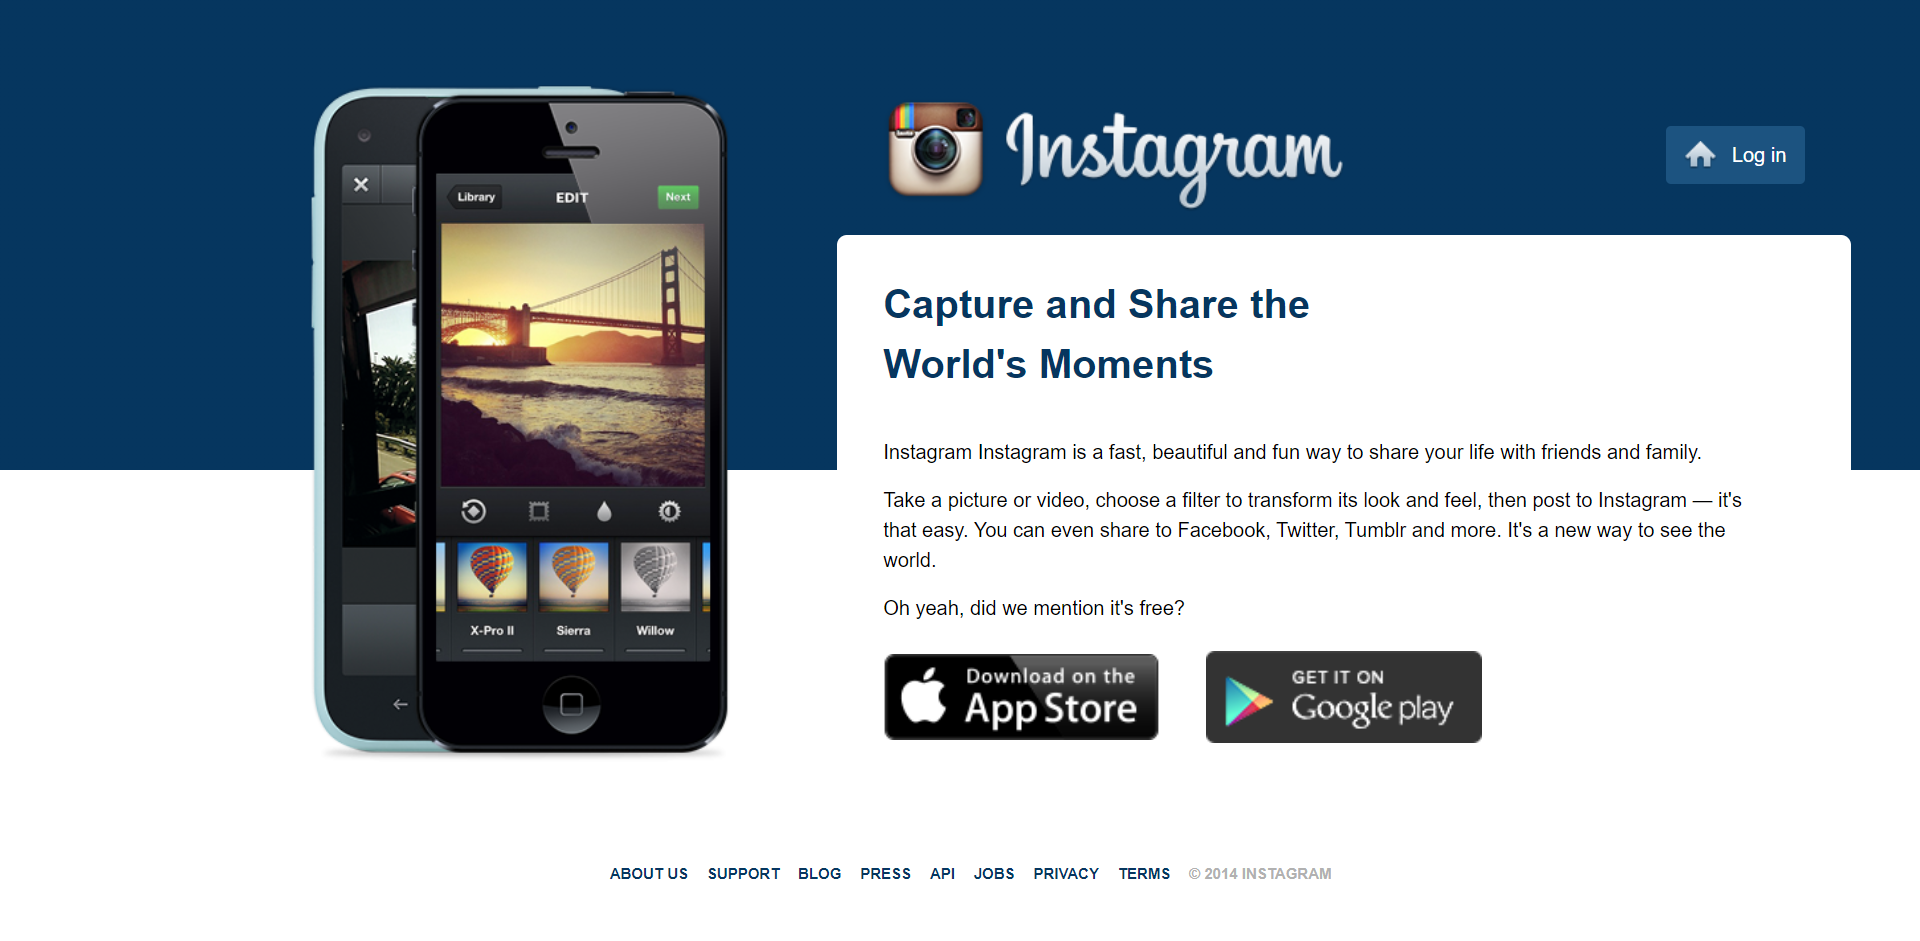 Library
EDIT
Next
X-Pro II
Sierra
Willow
Instagram
Log in
Capture and Share the
World's Moments
Instagram Instagram is a fast, beautiful and fun way to share your life with friends and family.
Take a picture or video, choose a filter to transform its look and feel, then post to Instagram — it's
that easy. You can even share to Facebook, Twitter, Tumblr and more. It's a new way to see the
world.
Oh yeah, did we mention it's free?
Download on the
App Store
GET IT ON
Google play
ABOUT US SUPPORT BLOG PRESS API JOBS PRIVACY TERMS © 2014 INSTAGRAM